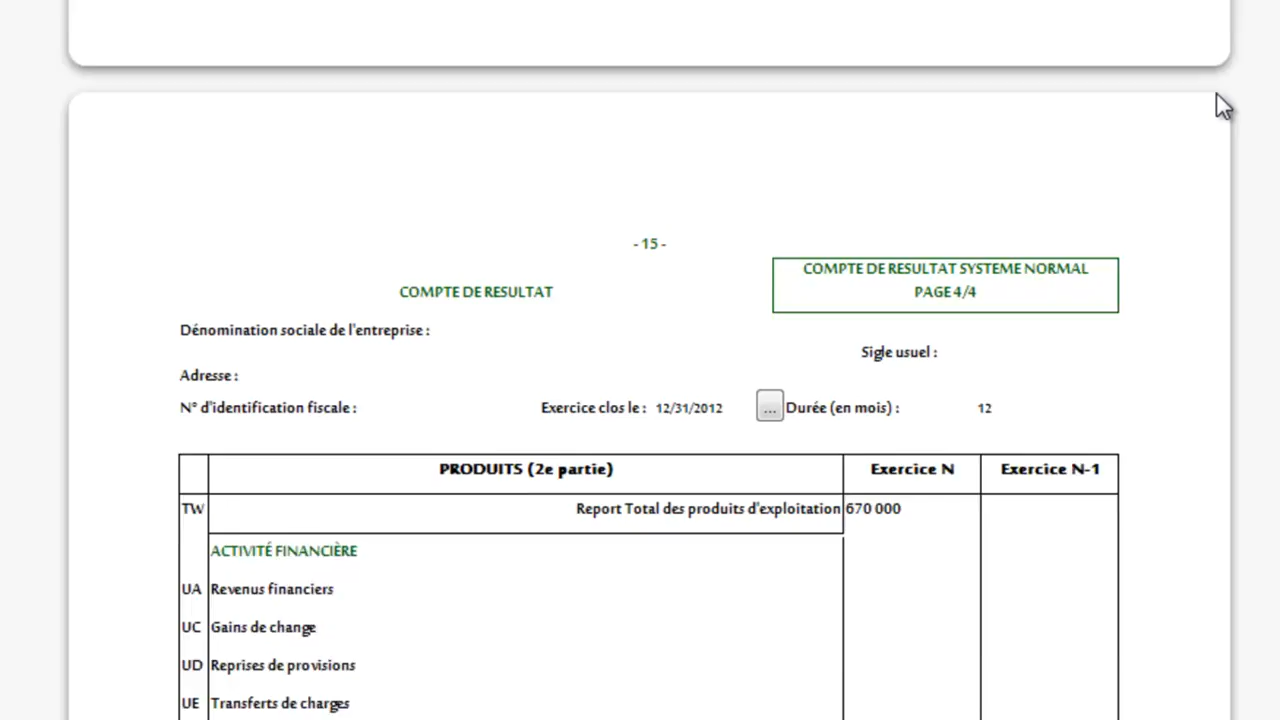 - 15 -
COMPTE DE RESULTAT SYSTEME NORMAL
COMPTE DE RESULTAT PAGE 4/4
Dénomination sociale de l'entreprise :
Sigle usuel :
Adresse :
N° d'identification fiscale : Exercice clos le : 12/31/2012 ... Durée (en mois) : 12
PRODUITS (2e partie) Exercice N Exercice N-1
TW Report Total des produits d'exploitation 670 000
ACTIVITÉ FINANCIÈRE
UA Revenus financiers
UC Gains de change
UD Reprises de provisions
UE Transferts de charges